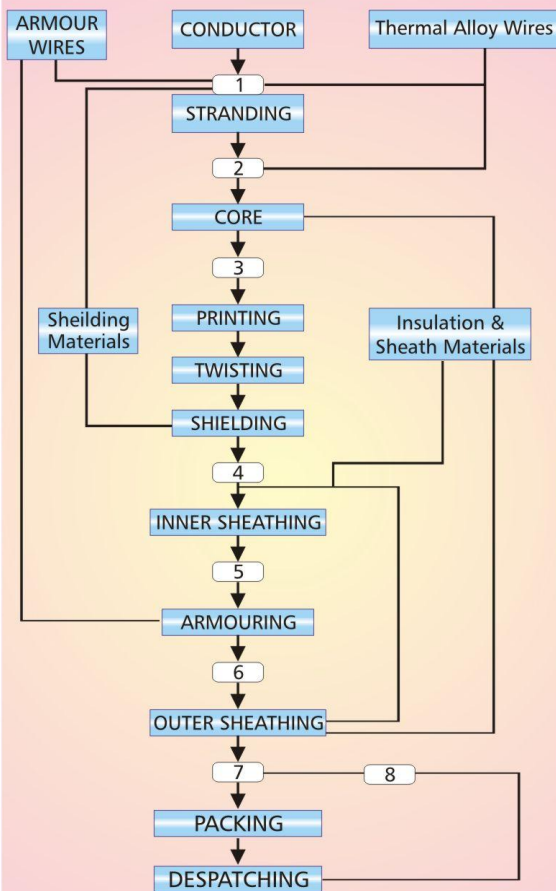 ARMOUR
WIRES
CONDUCTOR
Thermal Alloy Wires
1
STRANDING
2
CORE
3
PRINTING
Sheilding
Materials
Insulation &
Sheath Materials
TWISTING
SHIELDING
4
INNER SHEATHING
5
ARMOURING
6
OUTER SHEATHING
7
8
PACKING
DESPATCHING